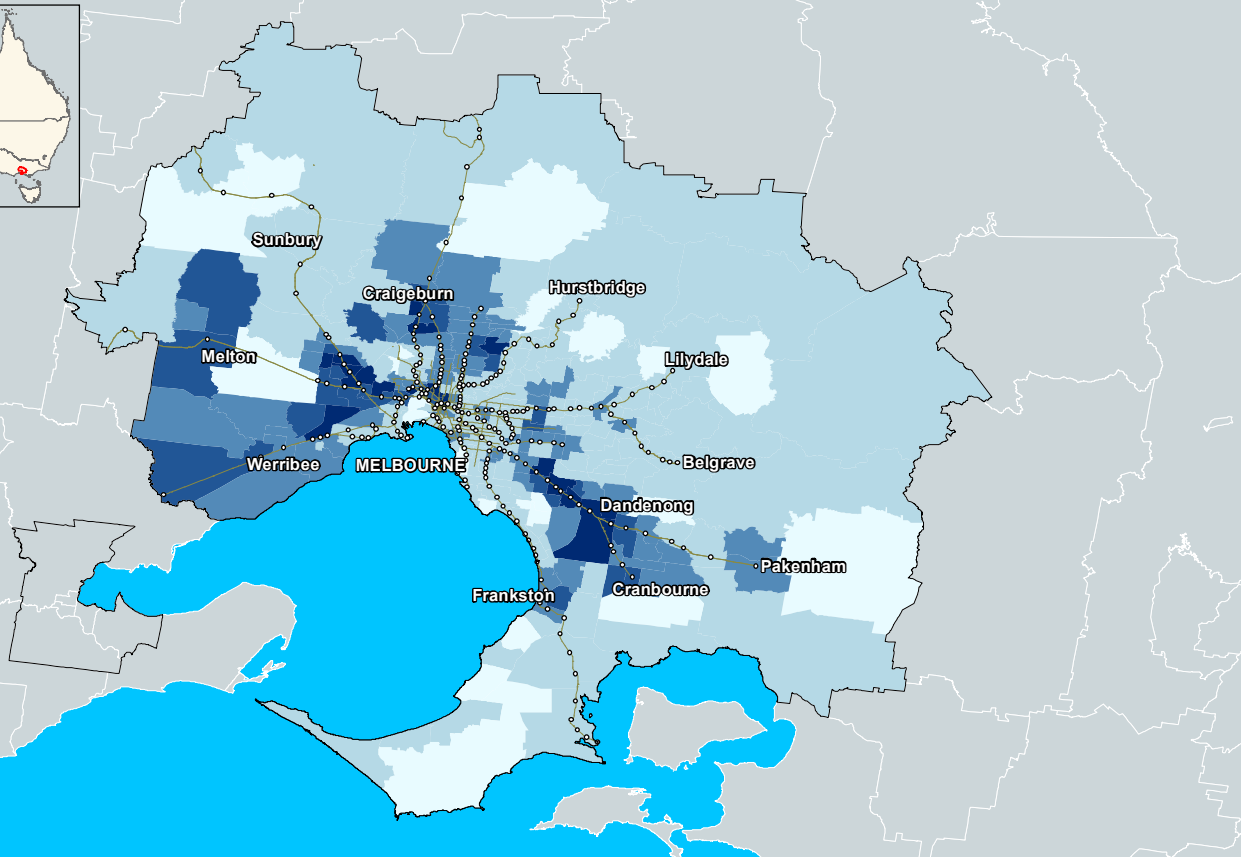 Sunbury
Hurstbridge
Craigeburn
Melton
Lilydale
Werribee
MELBOURNE
Belgrave
Dandenong
Pakenham
Cranbourne
Frankston